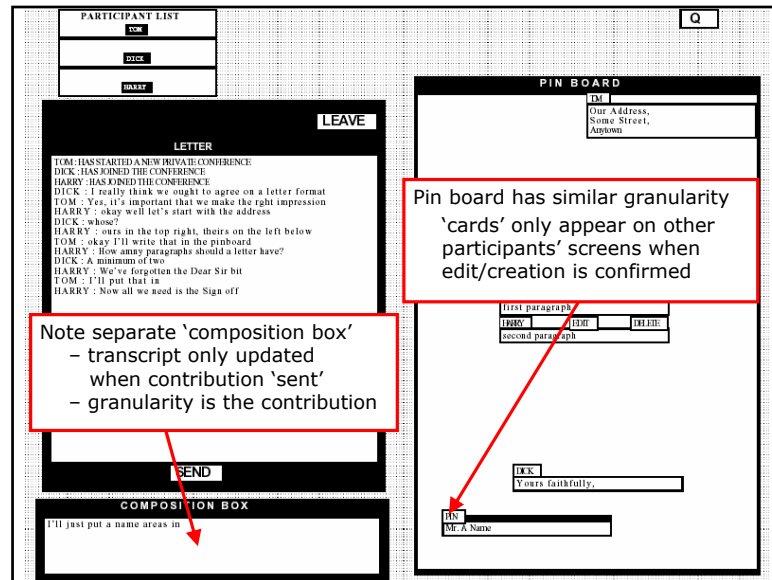 PARTICIPANT LIST
TOM
DICK
HARRY
Q
LEAVE
LETTER
TOM : HAS STARTED A NEW PRIVATE CONFERENCE
DICK : HAS JOINED THE CONFERENCE
HARRY : HAS JOINED THE CONFERENCE
DICK : I really think we ought to agree on a letter format
TOM : Yes, it's important that we make the rght impression
HARRY : okay well let's start with the address
DICK : whose?
HARRY : ours in the top right, theirs on the left below
TOM : okay I'll write that in the pinboard
HARRY : How amny paragraphs should a letter have?
DICK : A minimum of two
HARRY : We've forgotten the Dear Sir bit
TOM : I'll put that in
HARRY : Now all we need is the Sign off
Note separate ‘composition box’
– transcript only updated
when contribution ‘sent’
– granularity is the contribution
SEND
COMPOSITION BOX
I'll just put a name areas in
PIN BOARD
Our Address,
Some Street,
Anytown
Pin board has similar granularity
‘cards’ only appear on other
participants’ screens when
edit/creation is confirmed
first paragraph
HARRY EDIT DELETE
second paragraph
DICK
Yours faithfully,
PIN
Mr. A Name